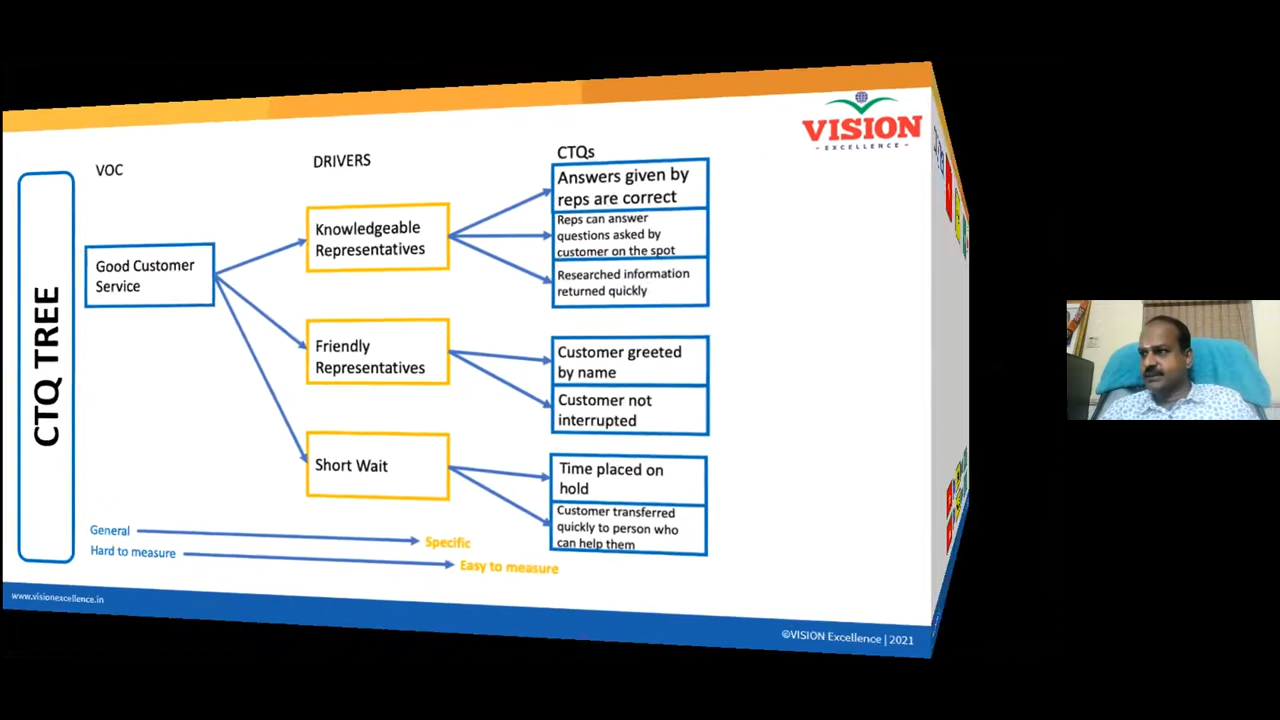 VISION
EXCELLENCE
CTQ TREE
VOC
DRIVERS
CTQs
Good Customer
Service
Knowledgeable
Representatives
Answers given by
reps are correct
Reps can answer
questions asked by
customer on the spot
Researched information
returned quickly
Friendly
Representatives
Customer greeted
by name
Customer not
interrupted
Short Wait
Time placed on
hold
Customer transferred
quickly to person who
can help them
General
Specific
Hard to measure
Easy to measure
www.visionexcellence.in
©VISION Excellence | 2021